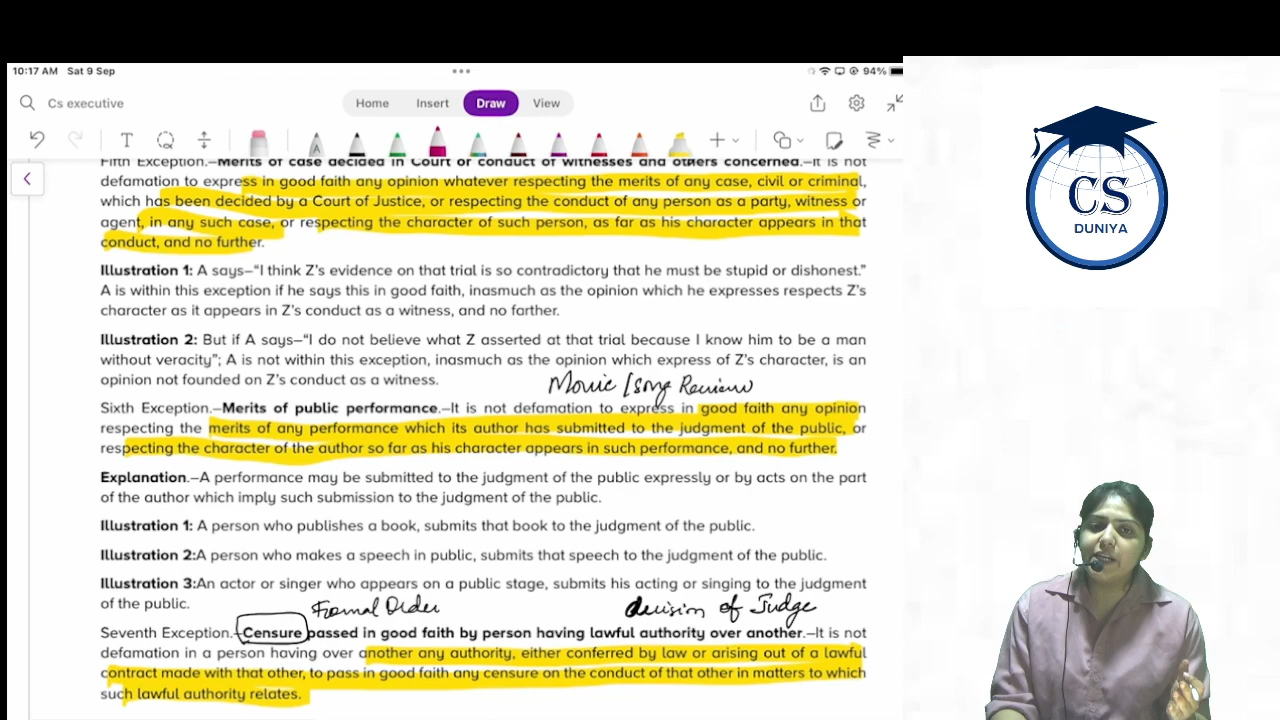 10:17 AM Sat 9 Sep
94%
Cs executive
Home Insert Draw View
Fifth Exception.–Merits of case decided in Court or conduct of witnesses and others concerned.–It is not
defamation to express in good faith any opinion whatever respecting the merits of any case, civil or criminal,
which has been decided by a Court of Justice, or respecting the conduct of any person as a party, witness or
agent, in any such case, or respecting the character of such person, as far as his character appears in that
conduct, and no further.
Illustration 1: A says–“I think Z’s evidence on that trial is so contradictory that he must be stupid or dishonest.”
A is within this exception if he says this in good faith, inasmuch as the opinion which he expresses respects Z’s
character as it appears in Z’s conduct as a witness, and no farther.
Illustration 2: But if A says–“I do not believe what Z asserted at that trial because I know him to be a man
without veracity”; A is not within this exception, inasmuch as the opinion which express of Z’s character, is an
opinion not founded on Z’s conduct as a witness.
Movie / song Review
Sixth Exception.–Merits of public performance.–It is not defamation to express in good faith any opinion
respecting the merits of any performance which its author has submitted to the judgment of the public, or
respecting the character of the author so far as his character appears in such performance, and no further.
Explanation.–A performance may be submitted to the judgment of the public expressly or by acts on the part
of the author which imply such submission to the judgment of the public.
Illustration 1: A person who publishes a book, submits that book to the judgment of the public.
Illustration 2:A person who makes a speech in public, submits that speech to the judgment of the public.
Illustration 3:An actor or singer who appears on a public stage, submits his acting or singing to the judgment
of the public.
Formal Order decision of Judge
Seventh Exception.–Censure passed in good faith by person having lawful authority over another.–It is not
defamation in a person having over another any authority, either conferred by law or arising out of a lawful
contract made with that other, to pass in good faith any censure on the conduct of that other in matters to which
such lawful authority relates.
CS
DUNIYA